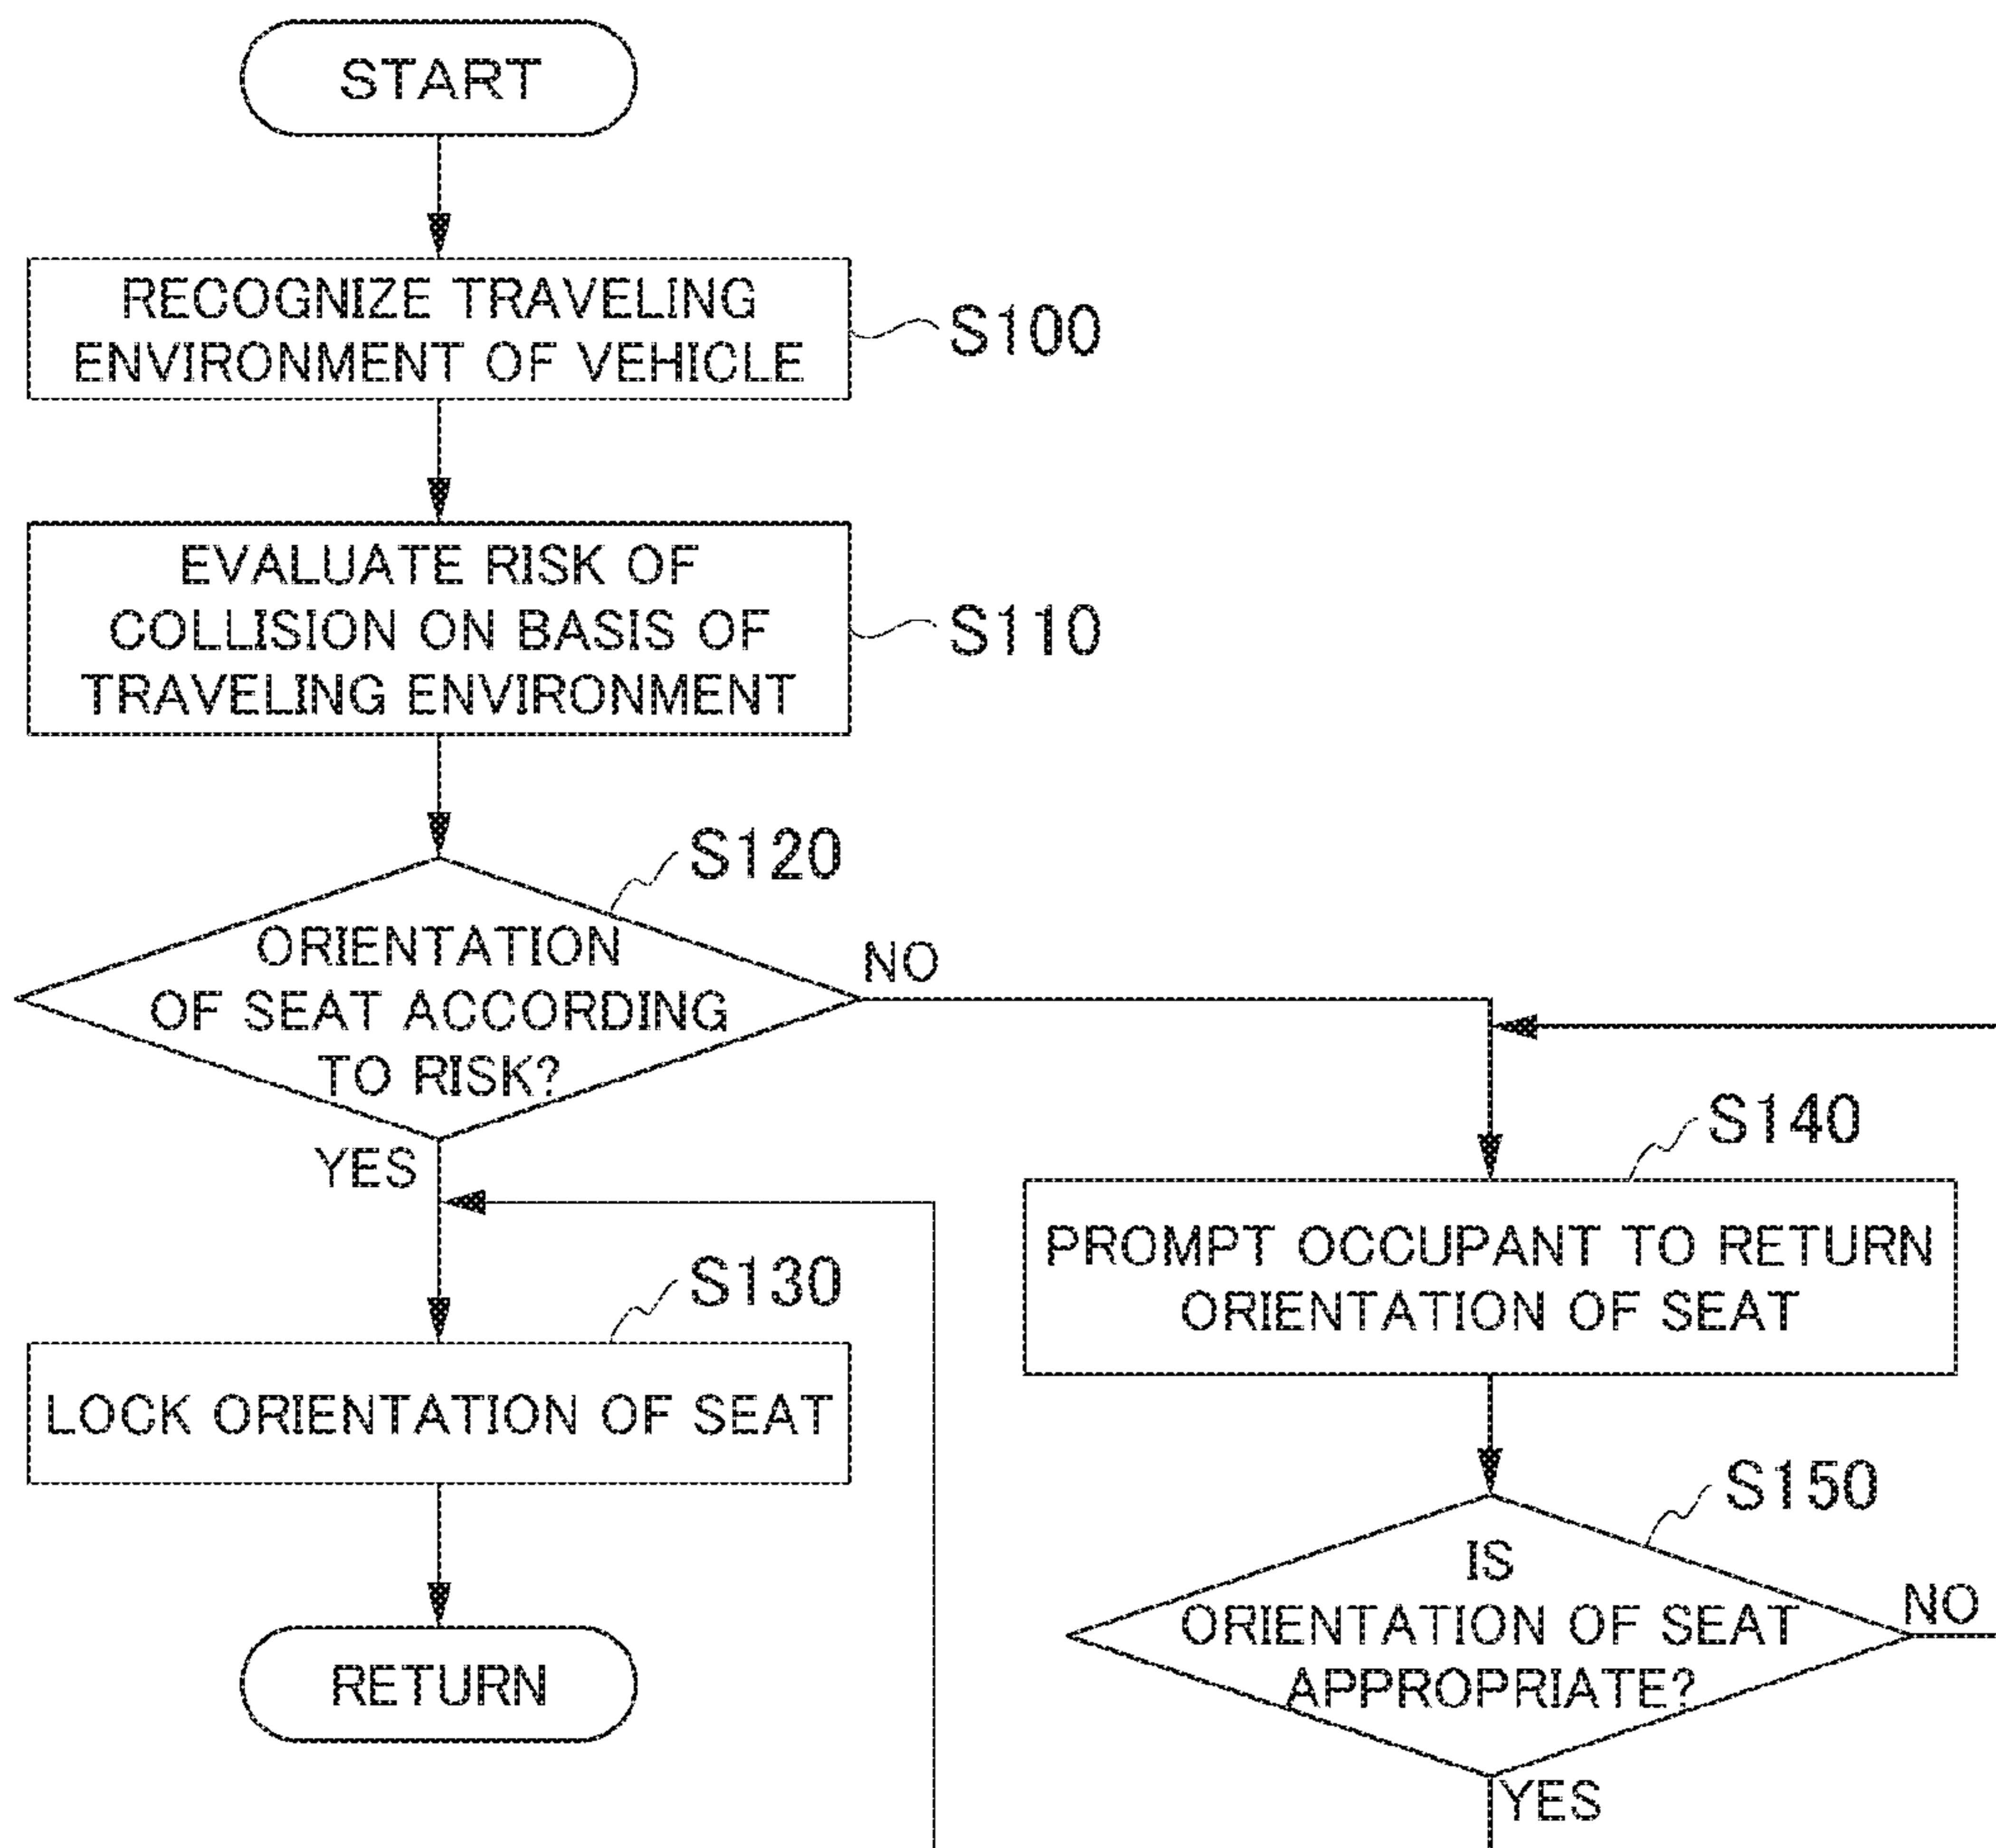 START
RECOGNIZE TRAVELING
ENVIRONMENT OF VEHICLE
S100
EVALUATE RISK OF
COLLISION ON BASIS OF
TRAVELING ENVIRONMENT
S110
S120
ORIENTATION
OF SEAT ACCORDING
TO RISK?
NO
YES
S130
LOCK ORIENTATION OF SEAT
RETURN
S140
PROMPT OCCUPANT TO RETURN
ORIENTATION OF SEAT
S150
IS
ORIENTATION OF SEAT
APPROPRIATE?
NO
YES